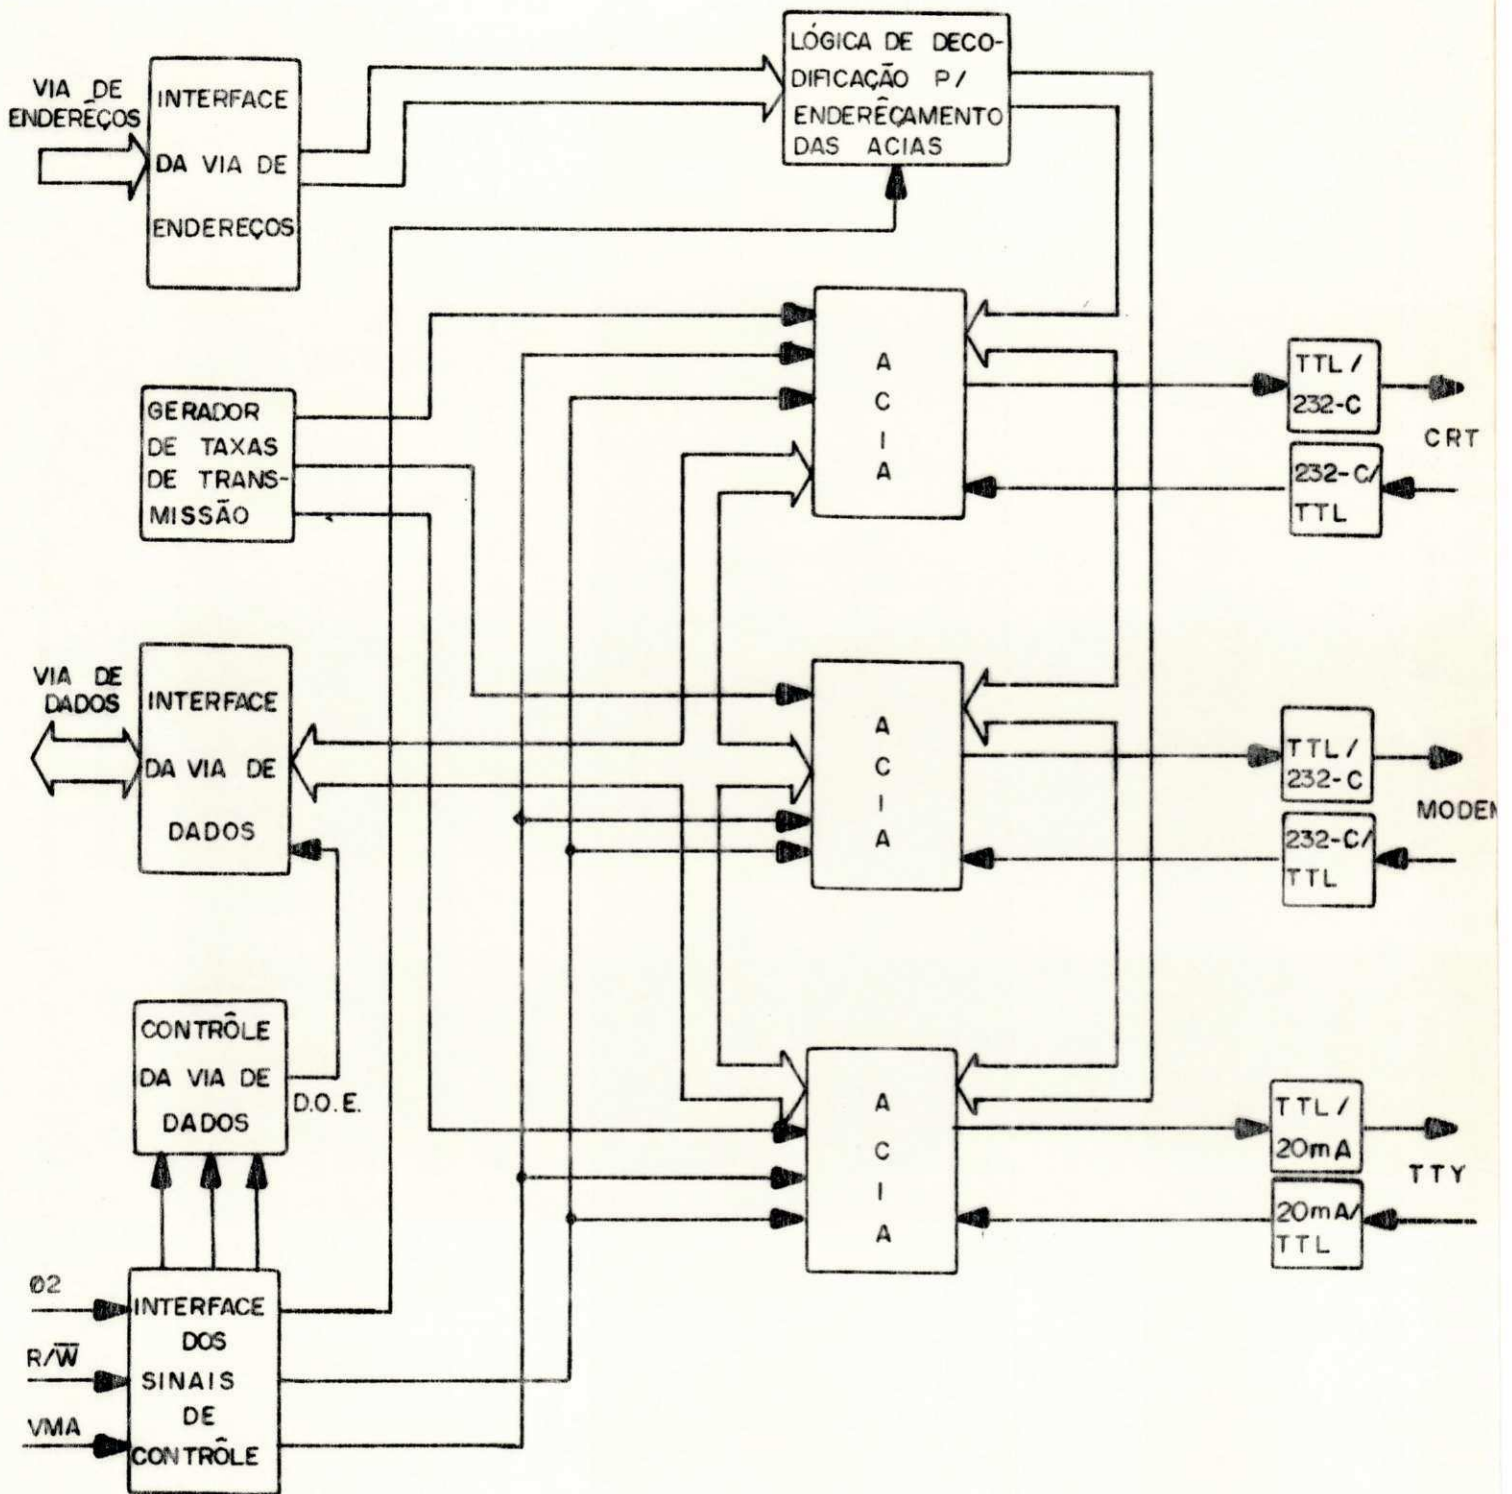 VIA DE
ENDERÊÇOS
INTERFACE
DA VIA DE
ENDEREÇOS
LÓGICA DE DECO-
DIFICAÇÃO P/
ENDERÊÇAMENTO
DAS ACIAS
GERADOR
DE TAXAS
DE TRANS-
MISSÃO
A
C
I
A
TTL /
232-C
CRT
232-C/
TTL
VIA DE
DADOS
INTERFACE
DA VIA DE
DADOS
A
C
I
A
TTL /
232-C
MODEM
232-C/
TTL
CONTRÔLE
DA VIA DE
DADOS
D.O.E.
A
C
I
A
TTL /
20mA
TTY
20mA/
TTL
Ø2
R/W̅
VMA
INTERFACE
DOS
SINAIS
DE
CONTRÔLE